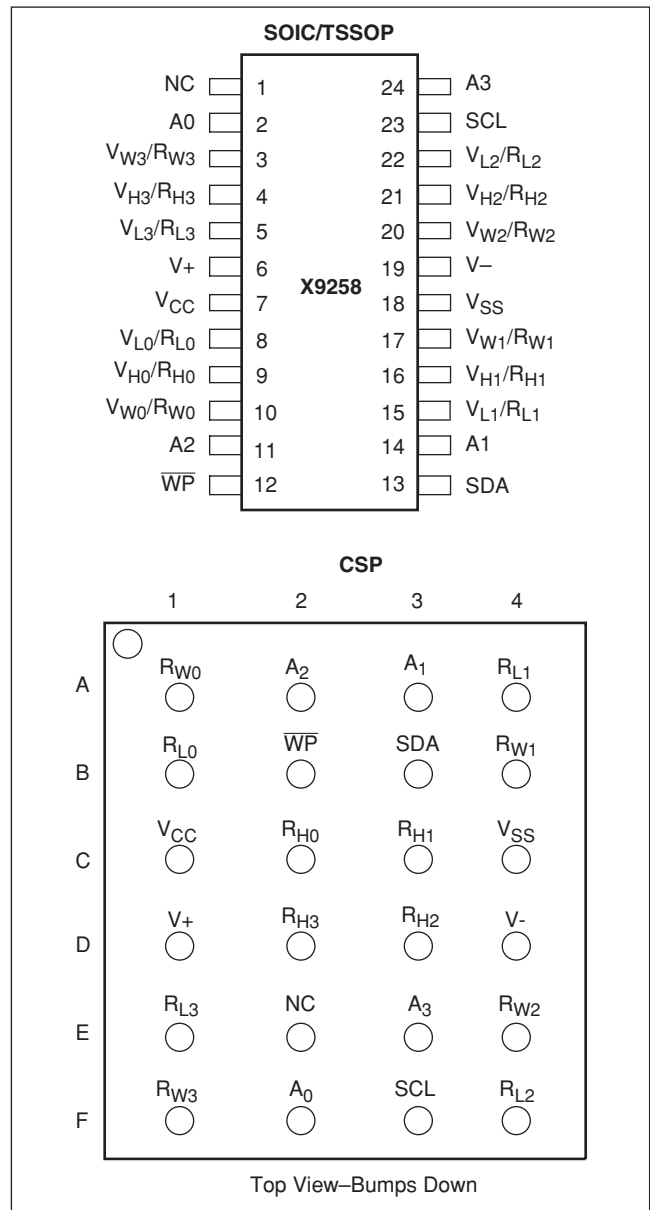 SOIC/TSSOP
NC 1 24 A3
A0 2 23 SCL
VW3/RW3 3 22 VL2/RL2
VH3/RH3 4 21 VH2/RH2
VL3/RL3 5 20 VW2/RW2
V+ 6 19 V–
X9258
VCC 7 18 VSS
VL0/RL0 8 17 VW1/RW1
VH0/RH0 9 16 VH1/RH1
VW0/RW0 10 15 VL1/RL1
A2 11 14 A1
WP 12 13 SDA
CSP
1 2 3 4
A RW0 A2 A1 RL1
B RL0 WP SDA RW1
C VCC RH0 RH1 VSS
D V+ RH3 RH2 V-
E RL3 NC A3 RW2
F RW3 A0 SCL RL2
Top View–Bumps Down